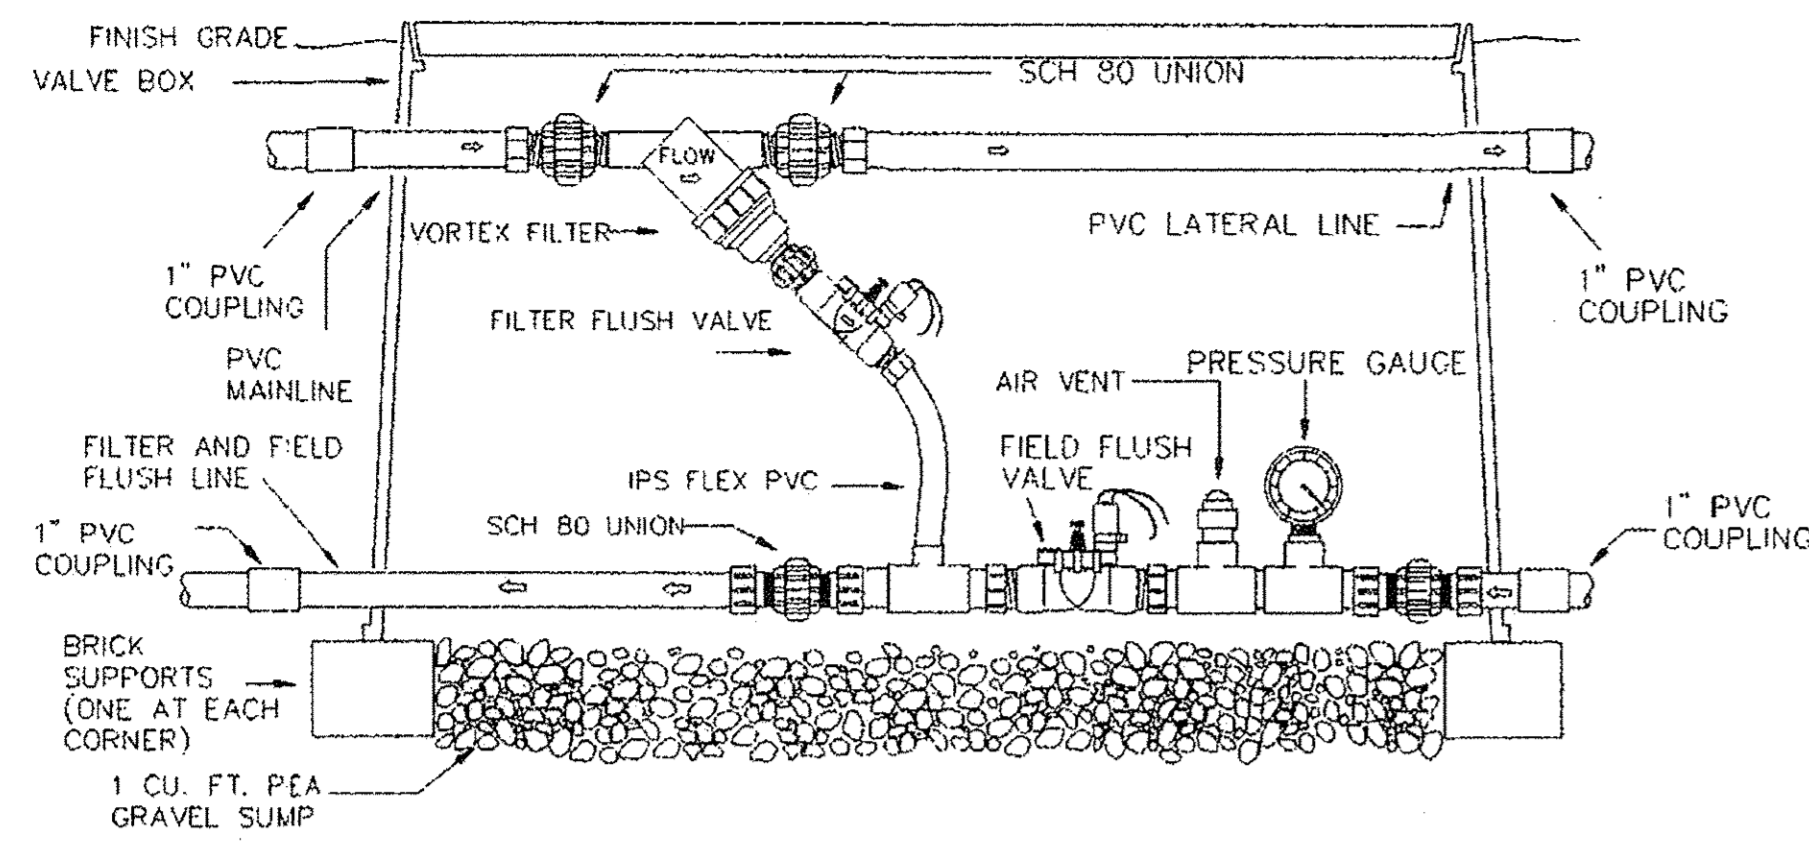 FINISH GRADE
VALVE BOX
SCH 80 UNION
FLOW
VORTEX FILTER
PVC LATERAL LINE
1" PVC
COUPLING
1" PVC
COUPLING
FILTER FLUSH VALVE
PVC
MAINLINE
PRESSURE GAUGE
AIR VENT
FILTER AND FIELD
FLUSH LINE
FIELD FLUSH
VALVE
IPS FLEX PVC
SCH 80 UNION
1" PVC
COUPLING
1" PVC
COUPLING
BRICK
SUPPORTS
(ONE AT EACH
CORNER)
1 CU. FT. PEA
GRAVEL SUMP